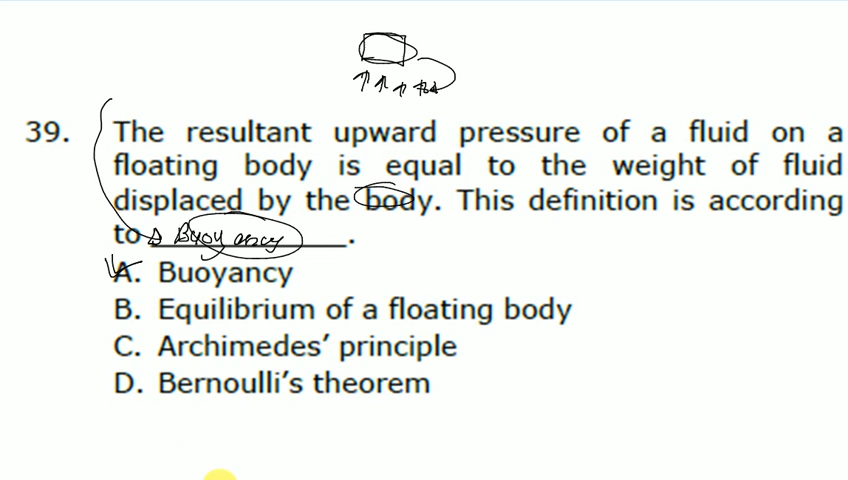 39. The resultant upward pressure of a fluid on a
floating body is equal to the weight of fluid
displaced by the body. This definition is according
to Buoyancy ____________.
A. Buoyancy
B. Equilibrium of a floating body
C. Archimedes’ principle
D. Bernoulli’s theorem